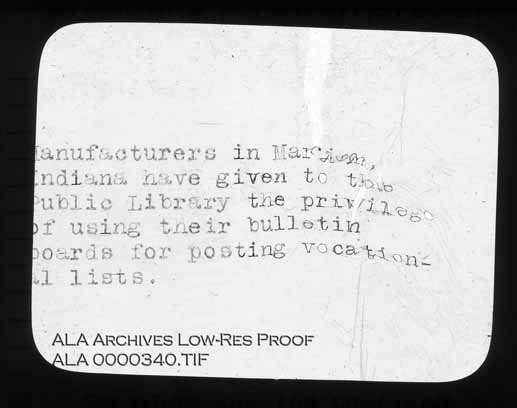 Manufacturers in Marion,
Indiana have given to the
Public Library the privilege
of using their bulletin
boards for posting vocation-
al lists.
ALA ARCHIVES LOW-RES PROOF
ALA 0000340.TIF